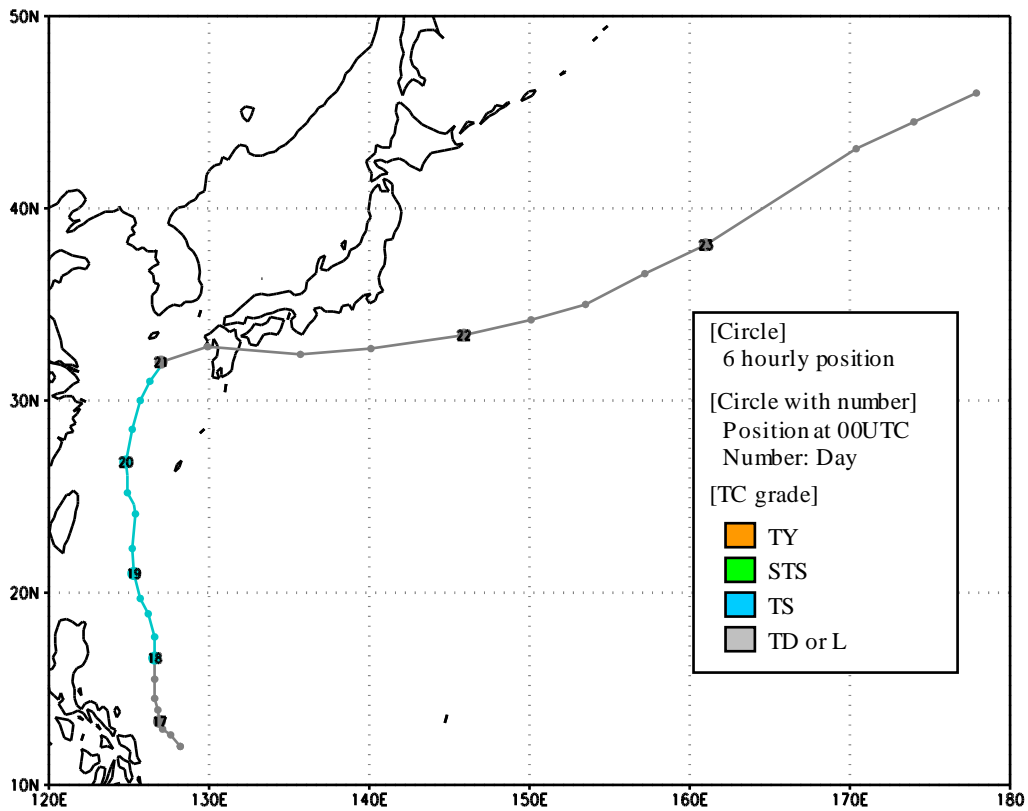 50N
40N
30N
20N
10N
120E 130E 140E 150E 160E 170E 180
23
22
21
20
19
18
17
[Circle]
6 hourly position
[Circle with number]
Position at 00UTC
Number: Day
[TC grade]
TY
STS
TS
TD or L